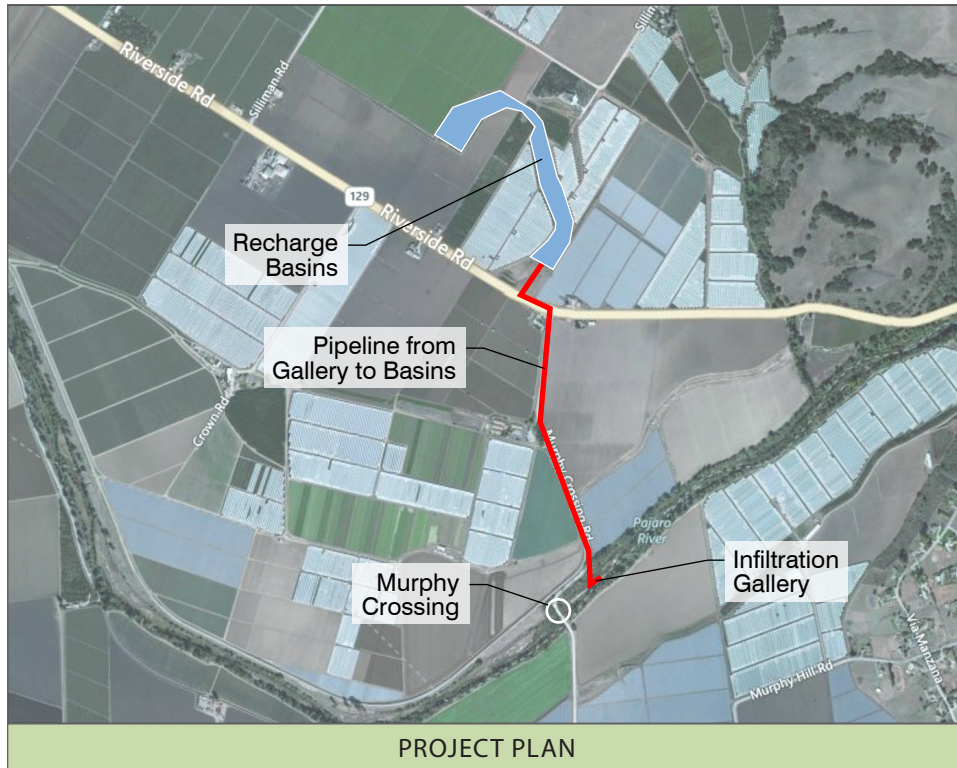 Riverside Rd
Silliman Rd
129
Riverside Rd
Recharge
Basins
Pipeline from
Gallery to Basins
Crown Rd
Murphy Crossing Rd
Pajaro
River
Infiltration
Gallery
Murphy
Crossing
Via Manzana
Murphy Hill Rd
PROJECT PLAN